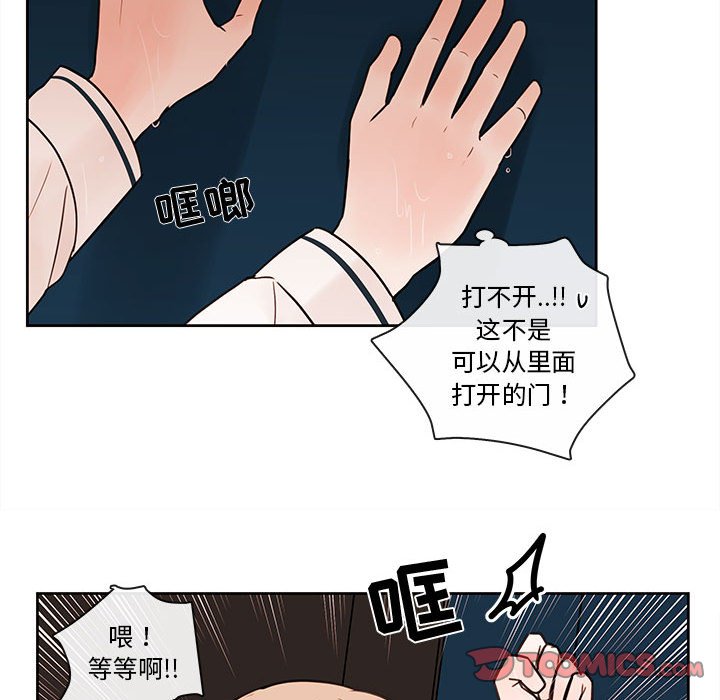 哐啷
打不开..!!
这不是
可以从里面
打开的门！
哐
喂！
等等啊!!
TOOMICS.COM